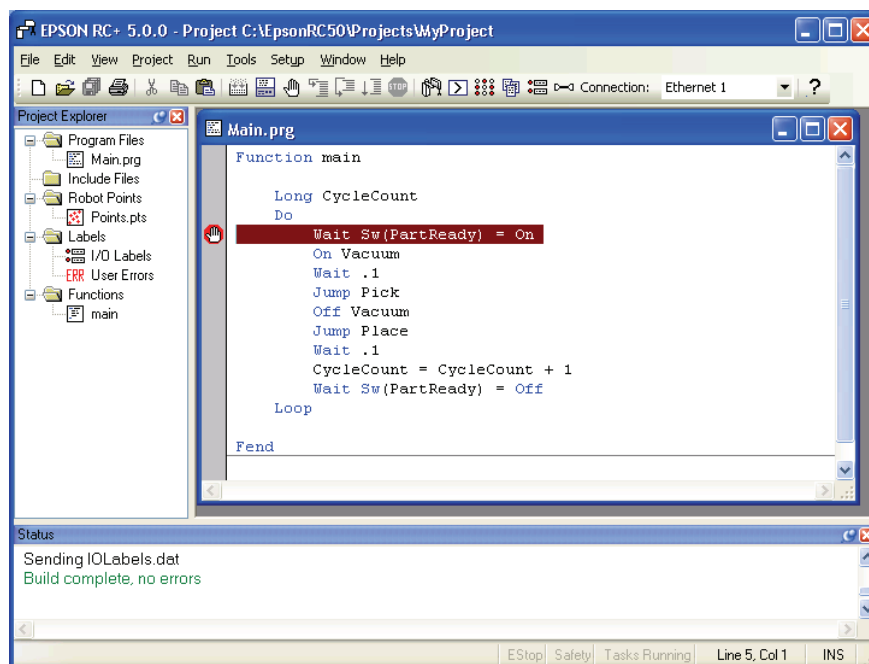 EPSON RC+ 5.0.0 - Project C:\EpsonRC50\Projects\MyProject
File Edit View Project Run Tools Setup Window Help
STOP Connection: Ethernet 1 ?
Project Explorer
Program Files
Main.prg
Include Files
Robot Points
Points.pts
Labels
I/O Labels
ERR User Errors
Functions
main
Main.prg
Function main
Long CycleCount
Do
Wait Sw(PartReady) = On
On Vacuum
Wait .1
Jump Pick
Off Vacuum
Jump Place
Wait .1
CycleCount = CycleCount + 1
Wait Sw(PartReady) = Off
Loop
Fend
Status
Sending IOLabels.dat
Build complete, no errors
EStop Safety Tasks Running Line 5, Col 1 INS